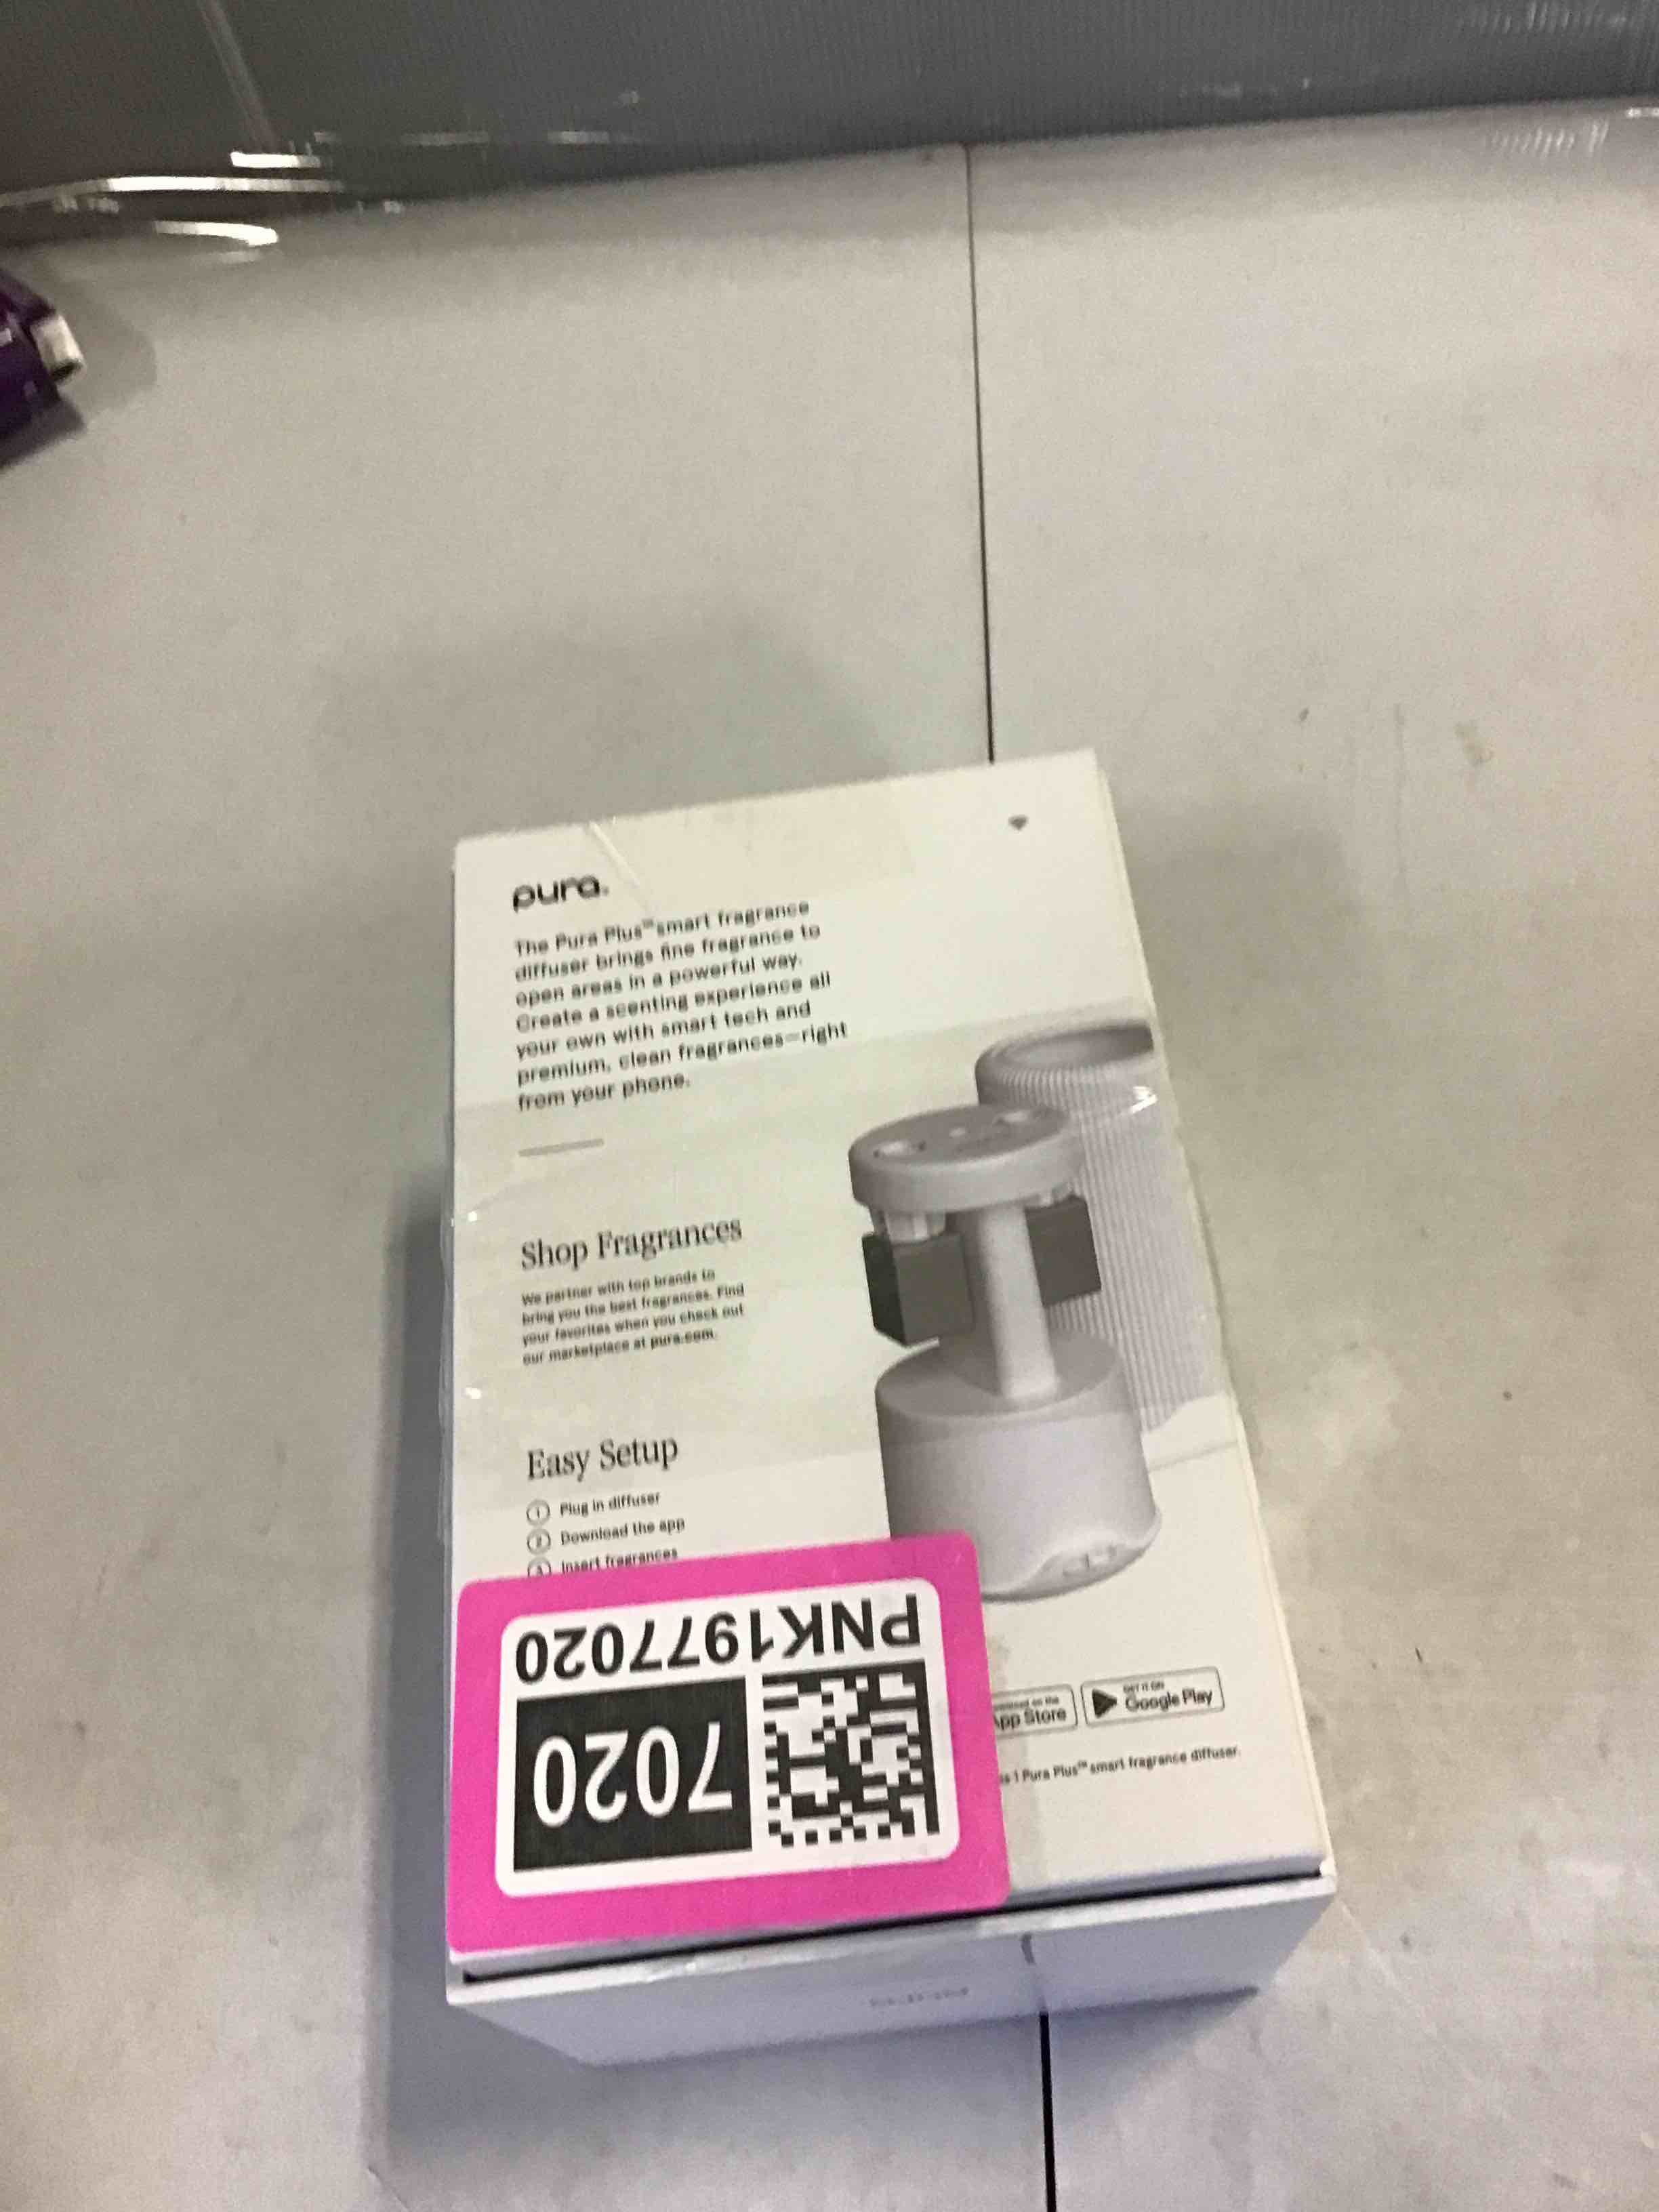 pura.
The Pura Plus™ smart fragrance
diffuser brings fine fragrance to
open areas in a powerful way.
Create a scenting experience all
your own with smart tech and
premium, clean fragrances—right
from your phone.
Shop Fragrances
We partner with top brands to
bring you the best fragrances. Find
your favorites when you check out
our marketplace at pura.com.
Easy Setup
1 Plug in diffuser
2 Download the app
3 Insert fragrances
PNK1977020
7020
App Store
GET IT ON
Google Play
1 Pura Plus™ smart fragrance diffuser.